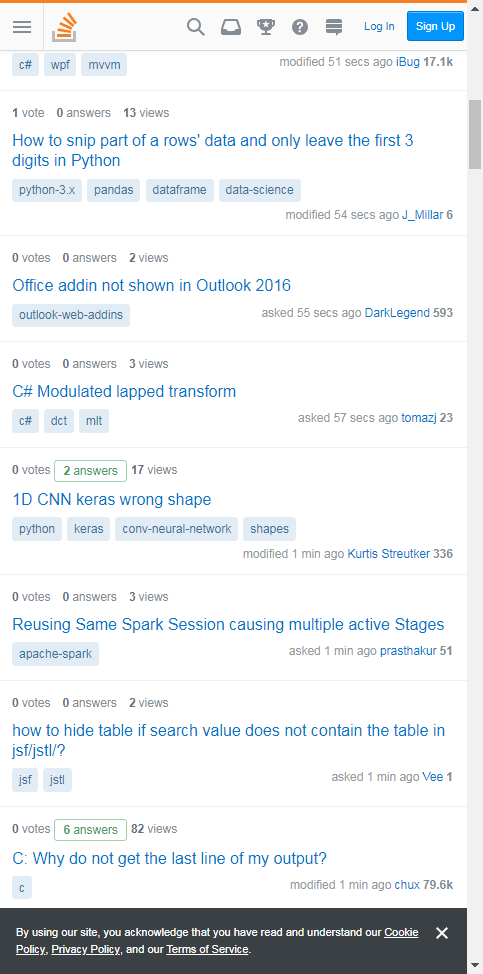 Log In Sign Up
c# wpf mvvm
modified 51 secs ago iBug 17.1k
1 vote 0 answers 13 views
How to snip part of a rows' data and only leave the first 3
digits in Python
python-3.x pandas dataframe data-science
modified 54 secs ago J_Millar 6
0 votes 0 answers 2 views
Office addin not shown in Outlook 2016
outlook-web-addins
asked 55 secs ago DarkLegend 593
0 votes 0 answers 3 views
C# Modulated lapped transform
c# dct mlt
asked 57 secs ago tomazj 23
0 votes 2 answers 17 views
1D CNN keras wrong shape
python keras conv-neural-network shapes
modified 1 min ago Kurtis Streutker 336
0 votes 0 answers 3 views
Reusing Same Spark Session causing multiple active Stages
apache-spark
asked 1 min ago prasthakur 51
0 votes 0 answers 2 views
how to hide table if search value does not contain the table in
jsf/jstl/?
jsf jstl
asked 1 min ago Vee 1
0 votes 6 answers 82 views
C: Why do not get the last line of my output?
c
modified 1 min ago chux 79.6k
By using our site, you acknowledge that you have read and understand our Cookie
Policy, Privacy Policy, and our Terms of Service.